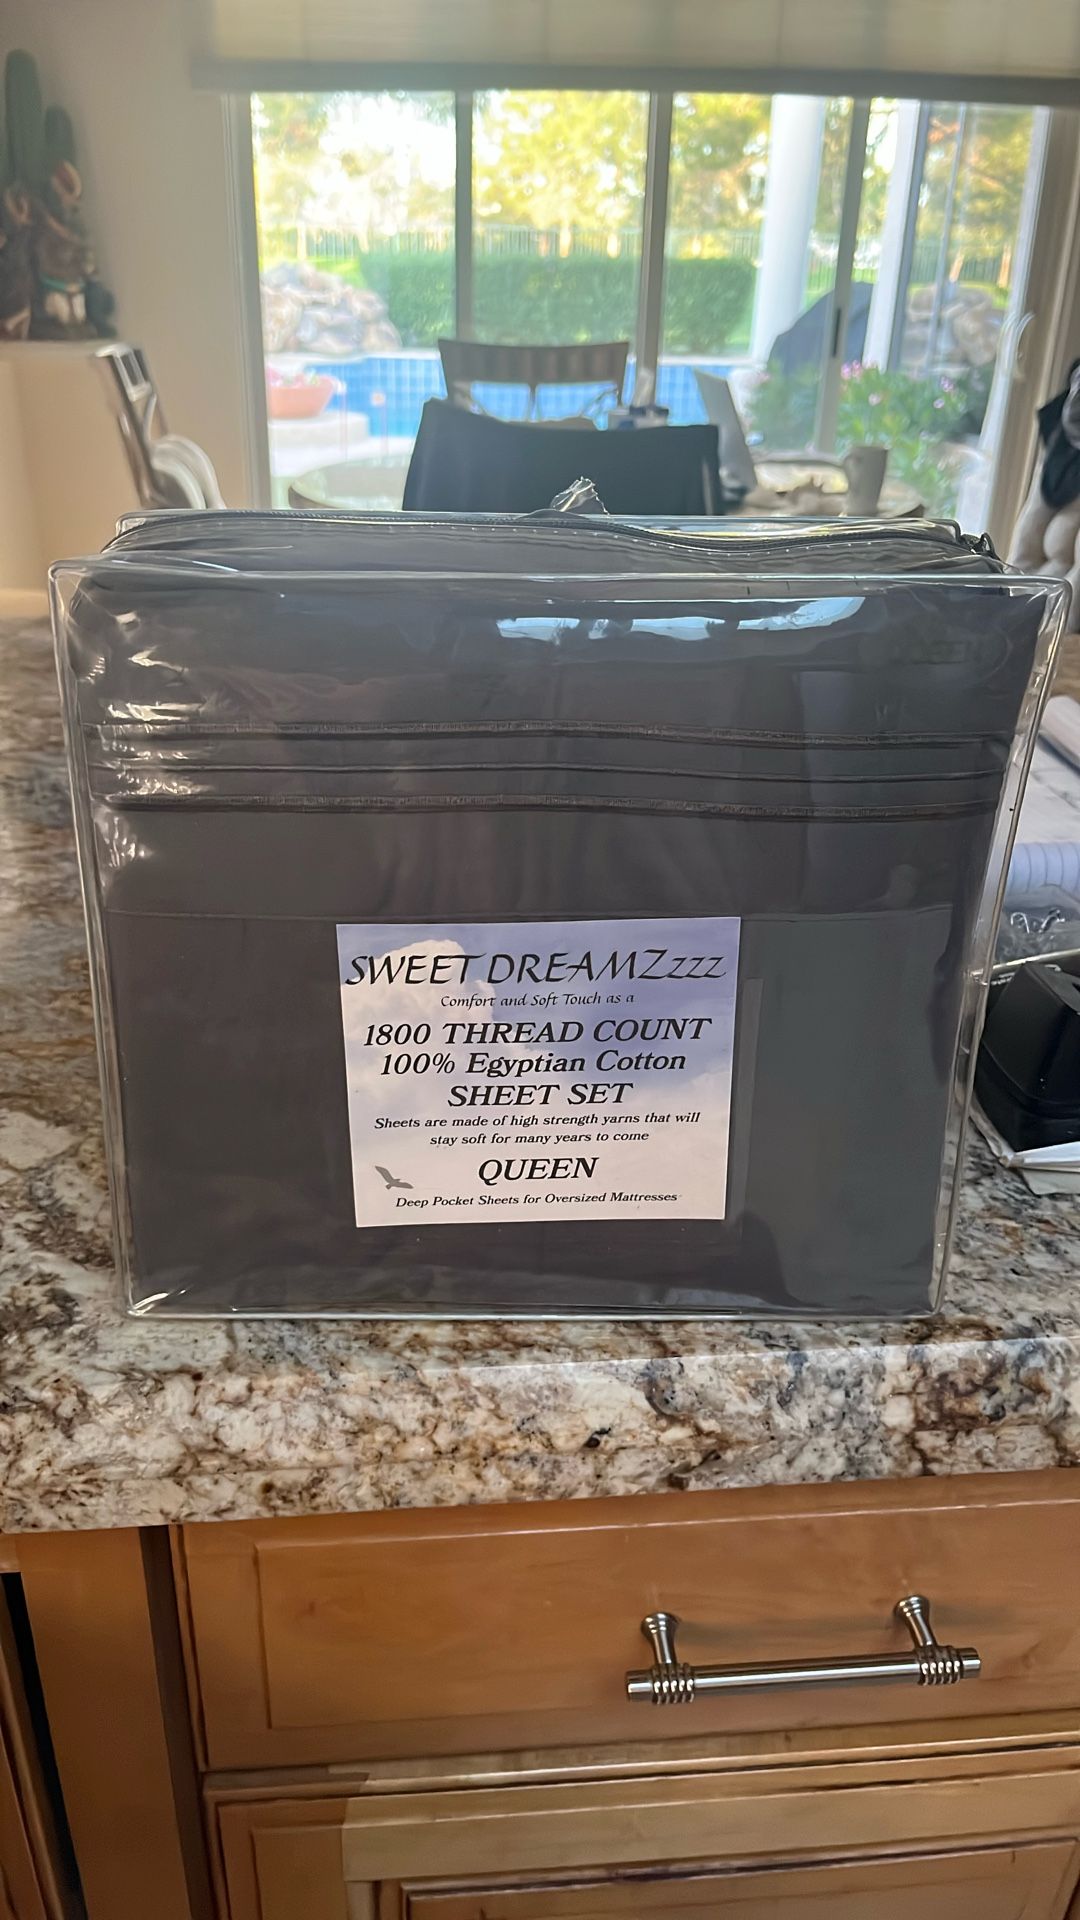 SWEET DREAMZzzz
Comfort and Soft Touch as a
1800 THREAD COUNT
100% Egyptian Cotton
SHEET SET
Sheets are made of high strength yarns that will
stay soft for many years to come
QUEEN
Deep Pocket Sheets for Oversized Mattresses